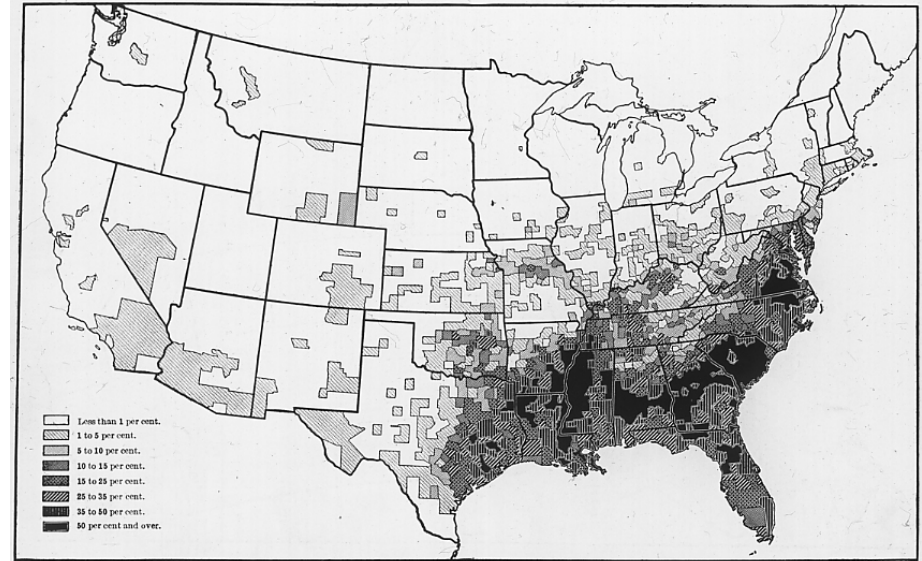 Less than 1 per cent.
1 to 5 per cent.
5 to 10 per cent.
10 to 15 per cent.
15 to 25 per cent.
25 to 35 per cent.
35 to 50 per cent.
50 per cent and over.